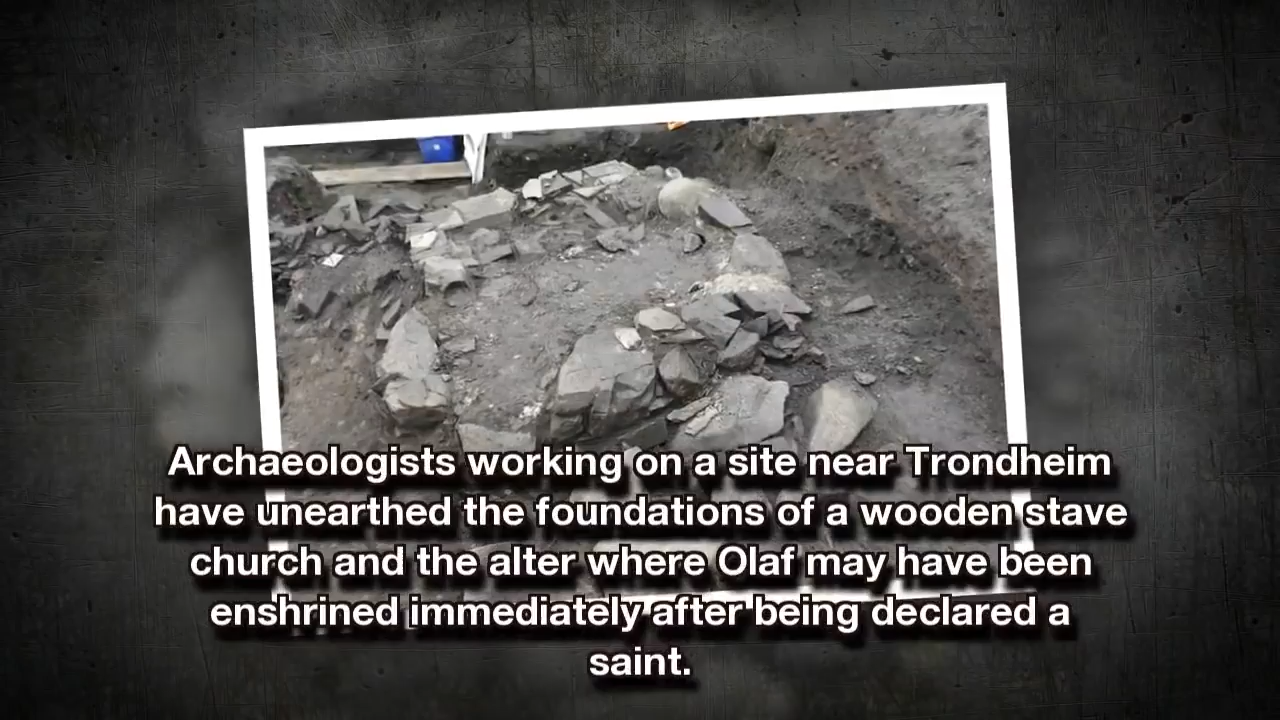 Archaeologists working on a site near Trondheim
have unearthed the foundations of a wooden stave
church and the alter where Olaf may have been
enshrined immediately after being declared a
saint.